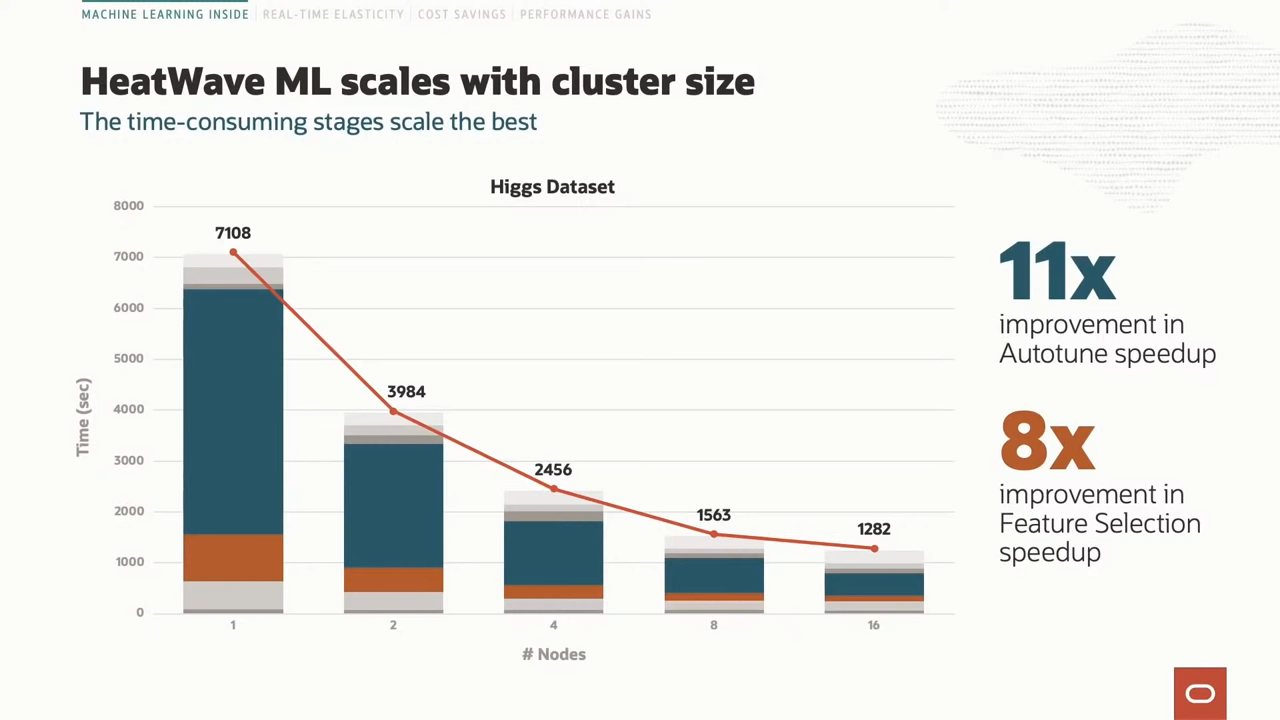 MACHINE LEARNING INSIDE | REAL-TIME ELASTICITY | COST SAVINGS | PERFORMANCE GAINS
HeatWave ML scales with cluster size
The time-consuming stages scale the best
Higgs Dataset
8000
7000
6000
5000
4000
3000
2000
1000
0
Time (sec)
7108
3984
2456
1563
1282
1 2 4 8 16
# Nodes
11x
improvement in
Autotune speedup
8x
improvement in
Feature Selection
speedup